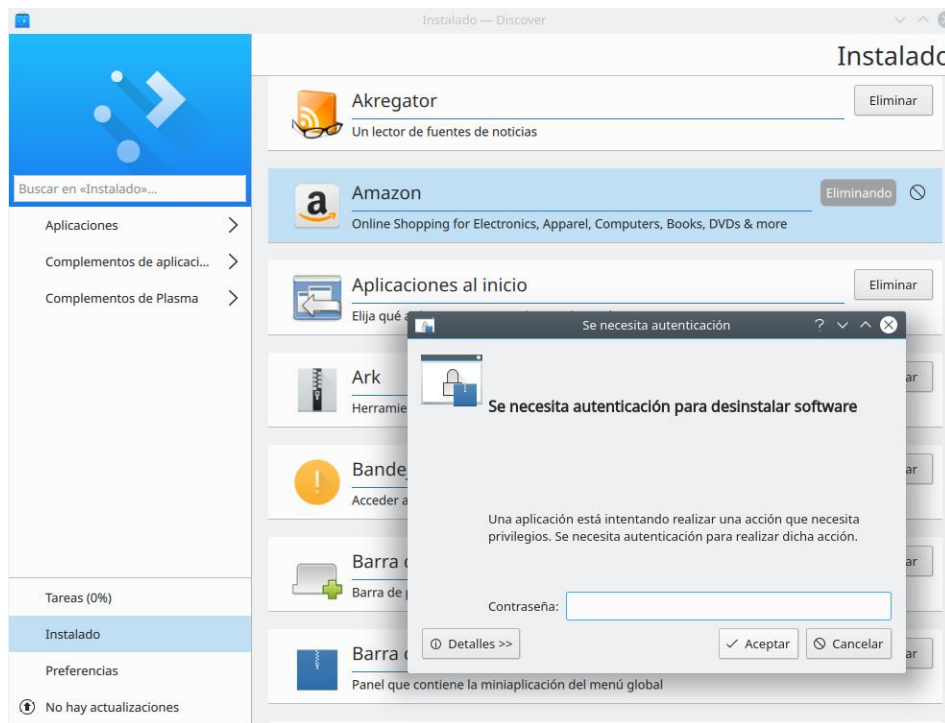 Instalado — Discover
Instalado
Buscar en «Instalado»...
Aplicaciones
Complementos de aplicaci...
Complementos de Plasma
Tareas (0%)
Instalado
Preferencias
No hay actualizaciones
Akregator
Eliminar
Un lector de fuentes de noticias
Amazon
Eliminando
Online Shopping for Electronics, Apparel, Computers, Books, DVDs & more
Aplicaciones al inicio
Eliminar
Elija qué
Ark
ar
Herramie
Bande
ar
Acceder a
Barra
ar
Barra de
Barra
ar
Panel que contiene la miniaplicación del menú global
Se necesita autenticación
Se necesita autenticación para desinstalar software
Una aplicación está intentando realizar una acción que necesita
privilegios. Se necesita autenticación para realizar dicha acción.
Contraseña:
Detalles >>
Aceptar
Cancelar